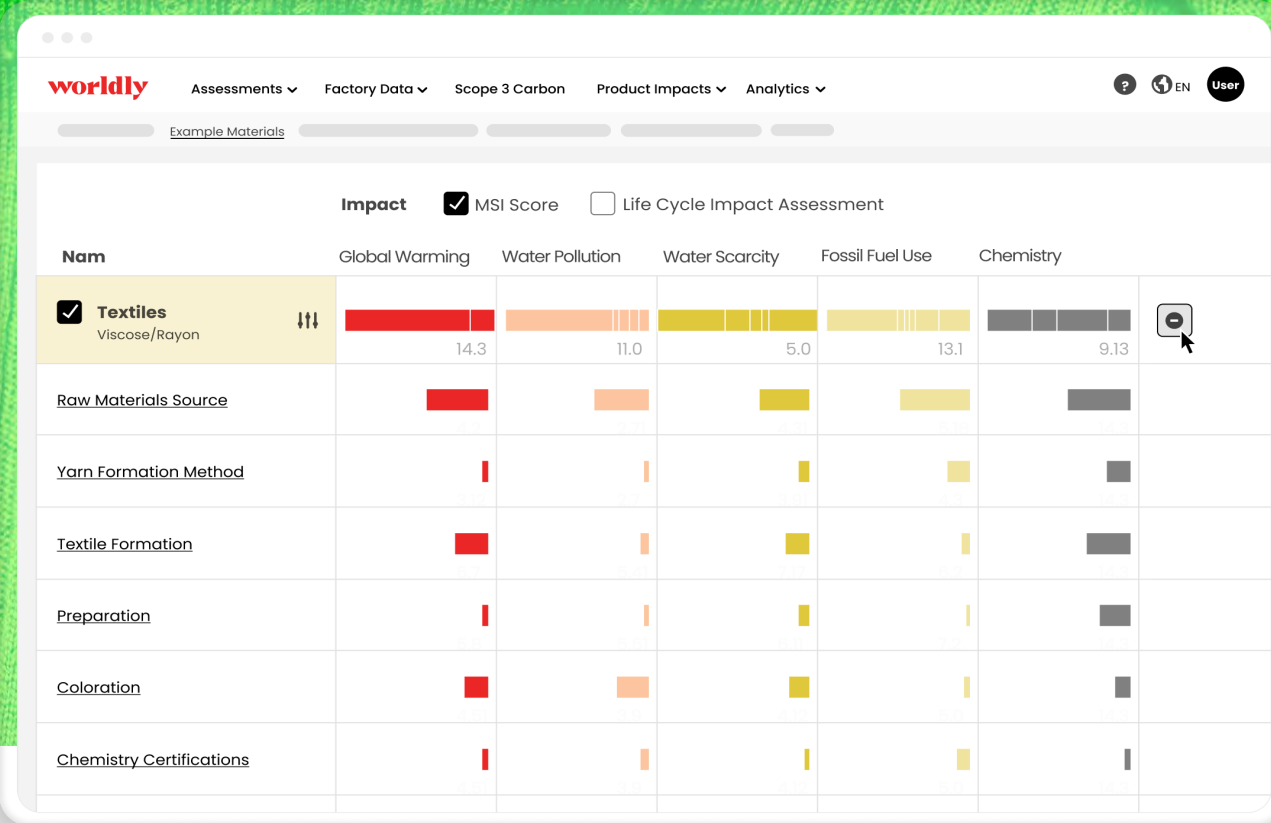 worldly
Assessments
Factory Data
Scope 3 Carbon
Product Impacts
Analytics
?
EN
User
Example Materials
Impact
MSI Score
Life Cycle Impact Assessment
Nam
Global Warming
Water Pollution
Water Scarcity
Fossil Fuel Use
Chemistry
Textiles
Viscose/Rayon
14.3
11.0
5.0
13.1
9.13
Raw Materials Source
Yarn Formation Method
Textile Formation
Preparation
Coloration
Chemistry Certifications